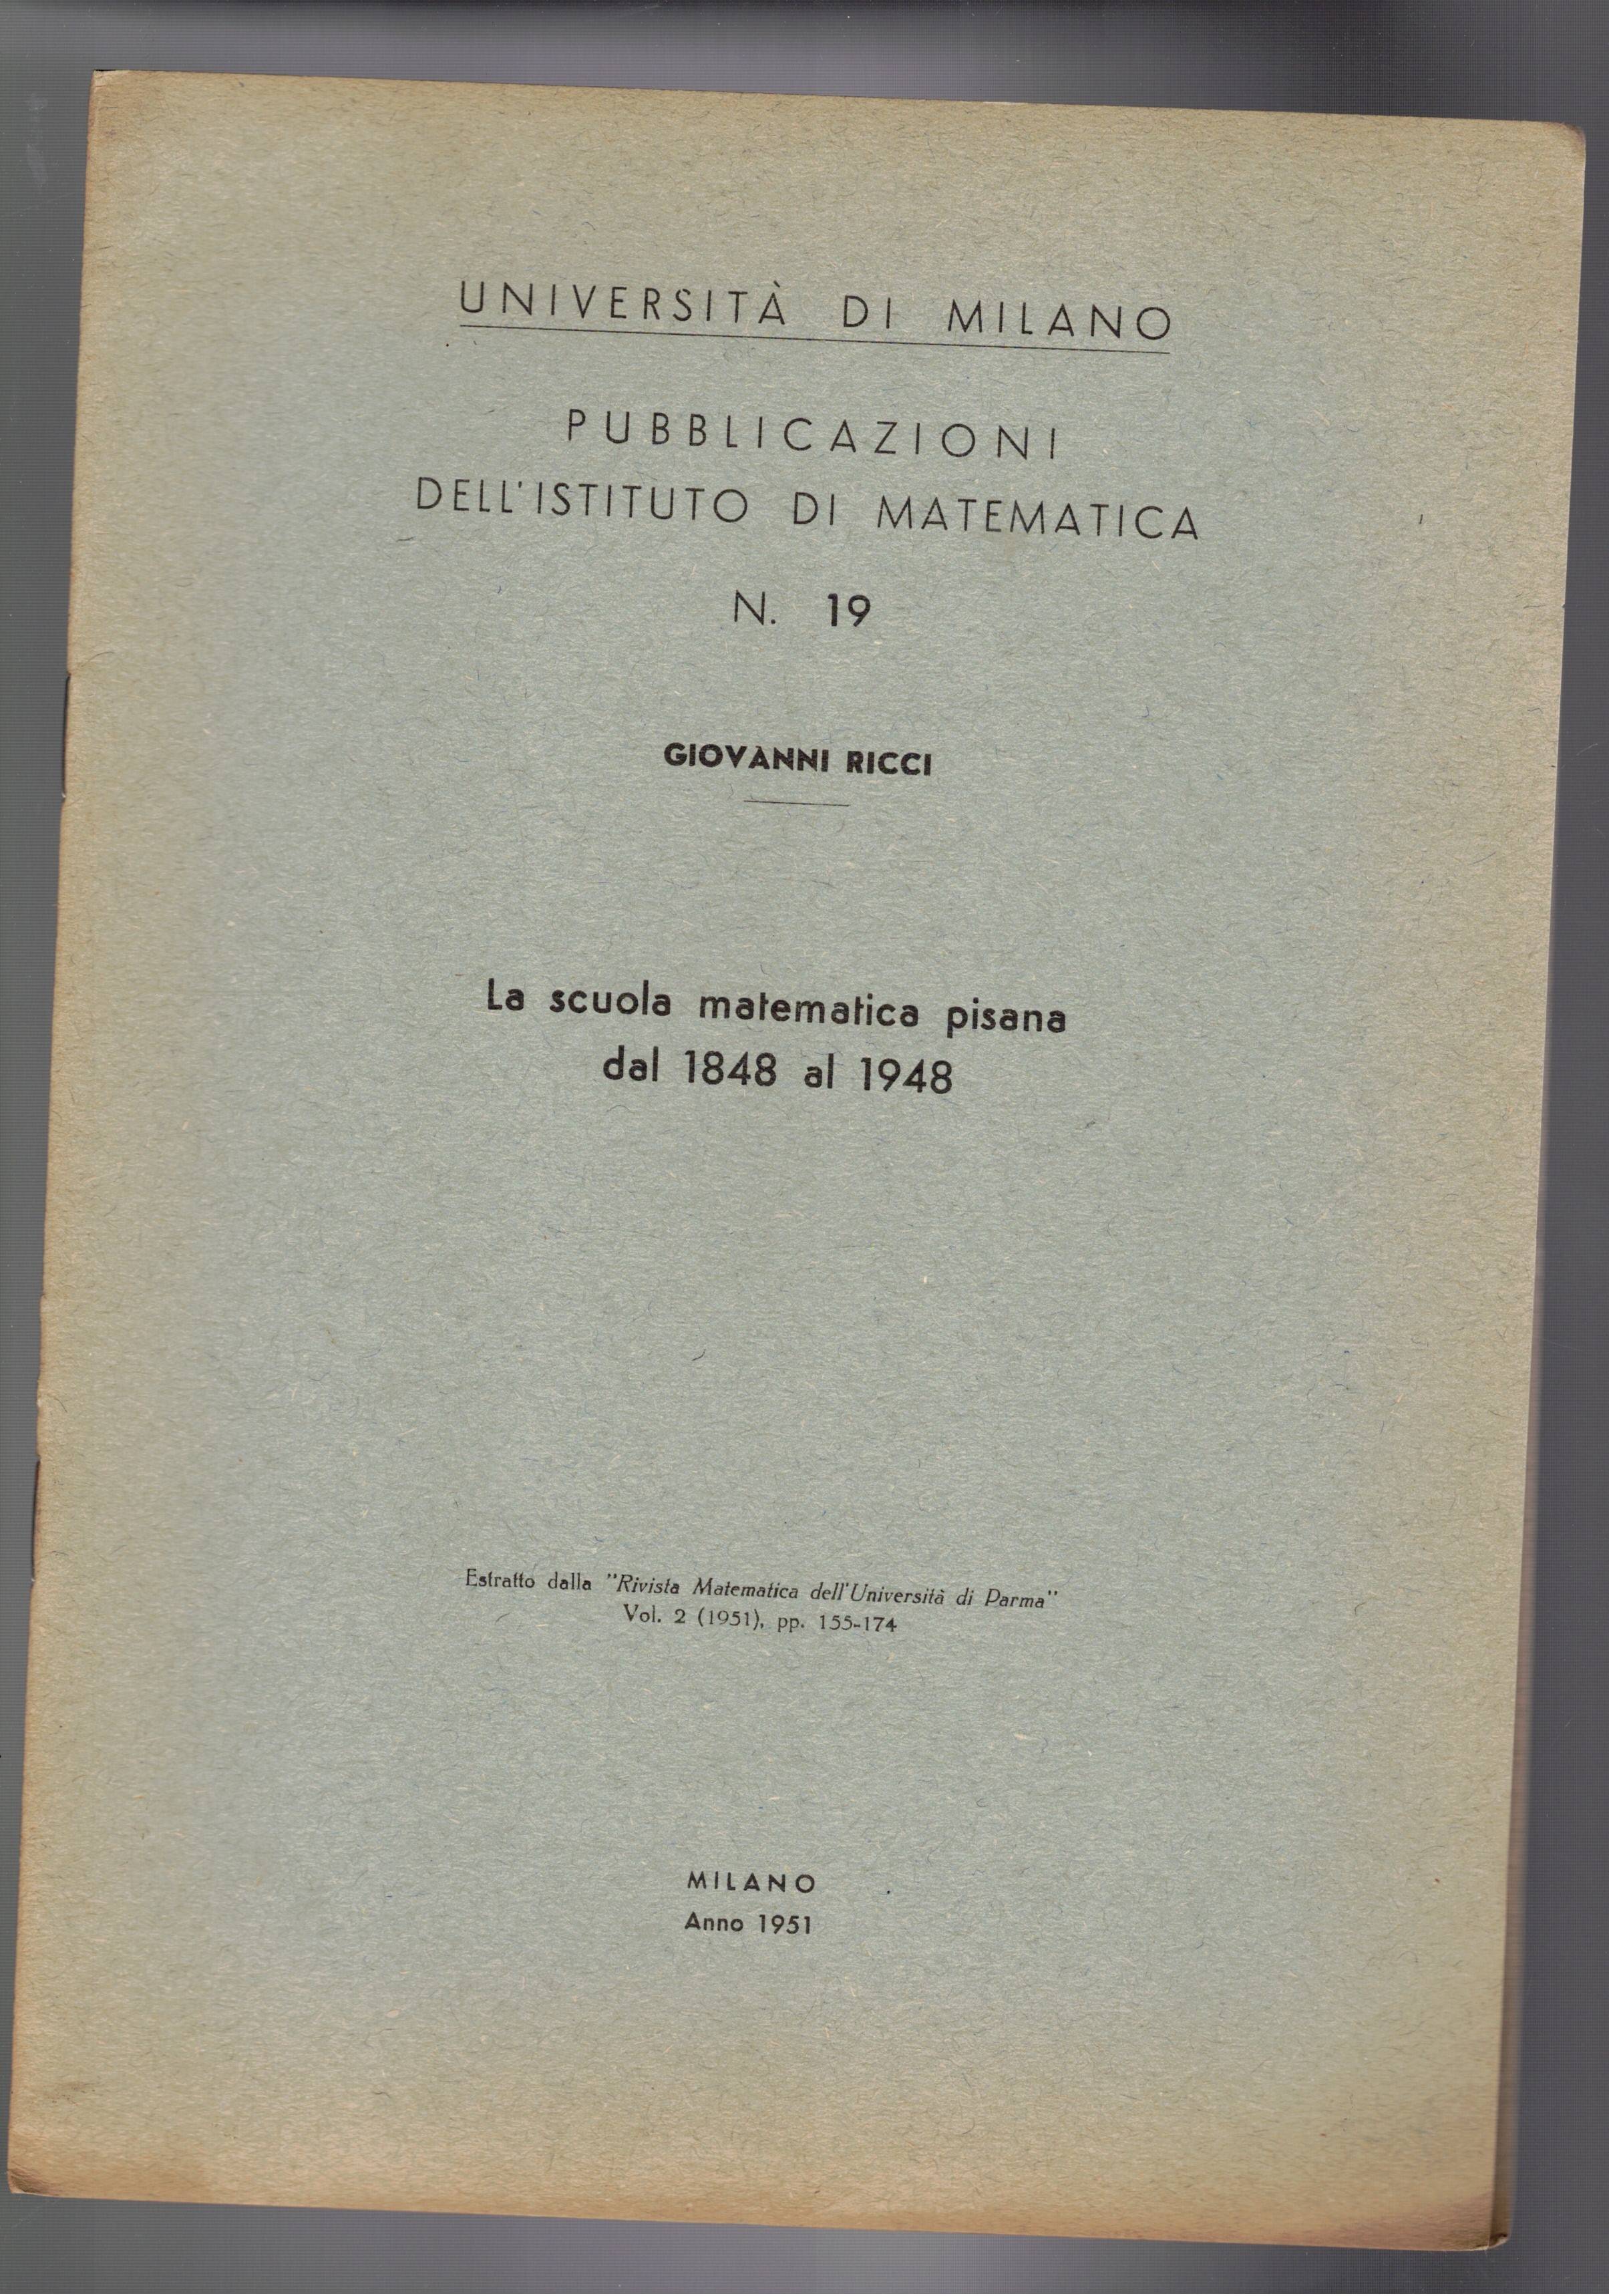 UNIVERSITÀ DI MILANO
PUBBLICAZIONI
DELL'ISTITUTO DI MATEMATICA
N. 19
GIOVANNI RICCI
La scuola matematica pisana
dal 1848 al 1948
Estratto dalla "Rivista Matematica dell'Università di Parma"
Vol. 2 (1951), pp. 155-174
MILANO
Anno 1951